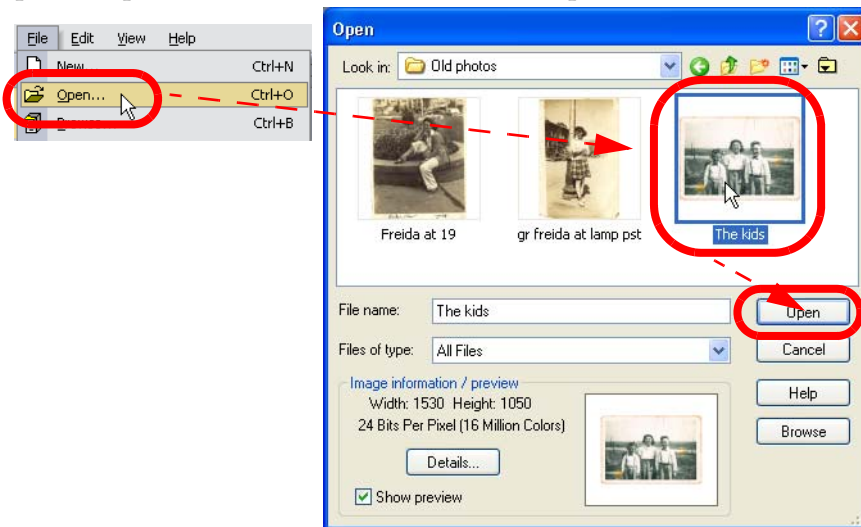 File Edit View Help
New... Ctrl+N
Open... Ctrl+O
Ctrl+B
Open
Look in: Old photos
Freida at 19
gr freida at lamp pst
The kids
File name: The kids
Open
Files of type: All Files
Cancel
Image information / preview
Width: 1530 Height: 1050
24 Bits Per Pixel (16 Million Colors)
Details...
Show preview
Help
Browse